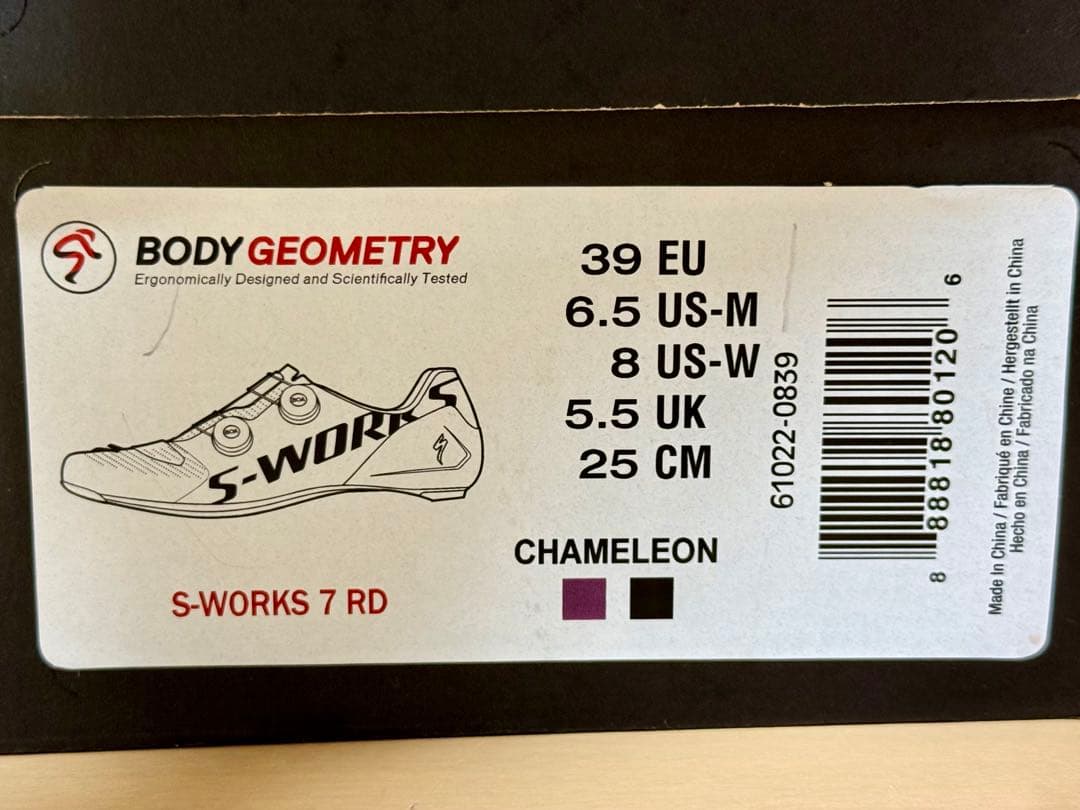 BODY GEOMETRY
Ergonomically Designed and Scientifically Tested
S-WORKS
BOA
BOA
S-WORKS 7 RD
39 EU
6.5 US-M
8 US-W
5.5 UK
25 CM
CHAMELEON
61022-0839
8 88818 80120 6
Made In China / Fabriqué en Chine / Hergestellt in China
Hecho en China / Fabricado na China